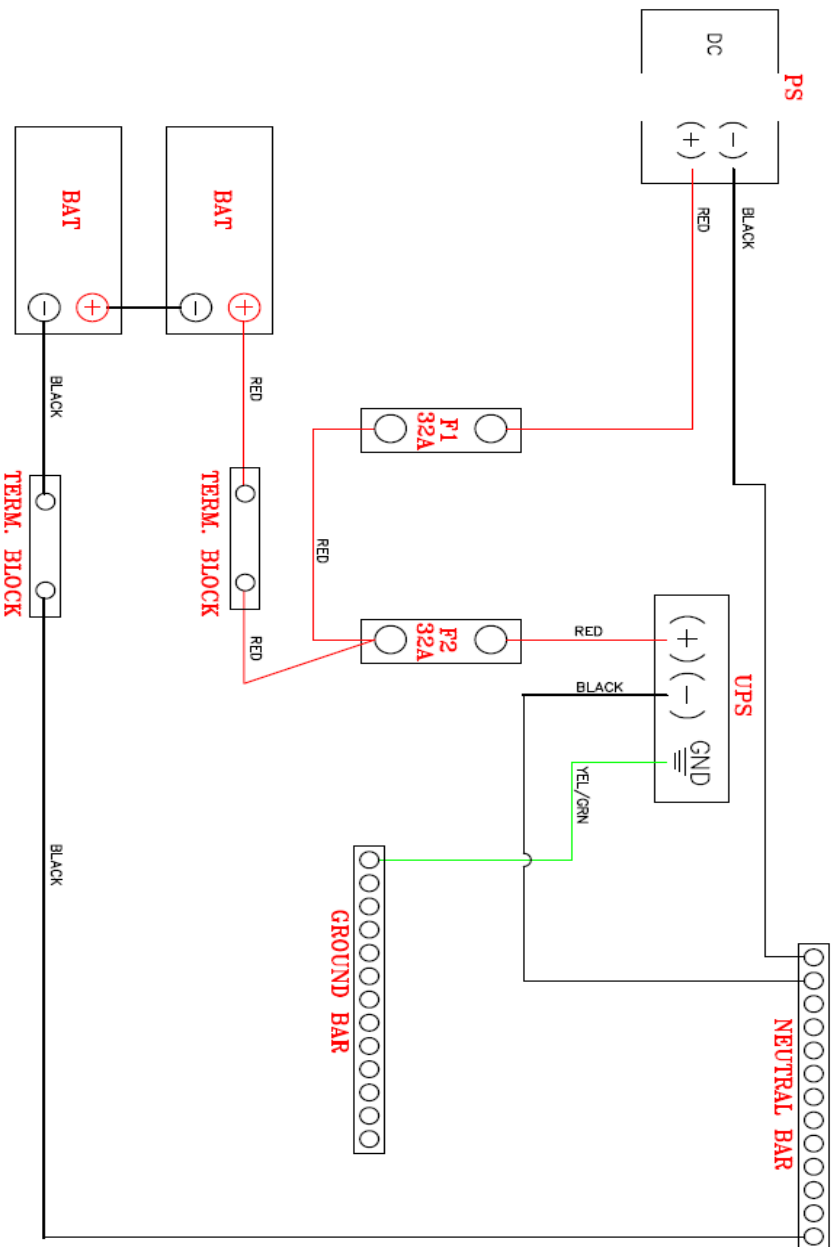 PS
DC
(-)
(+)
BLACK
RED
BAT
+
-
BAT
+
-
RED
BLACK
F1
32A
TERM. BLOCK
TERM. BLOCK
RED
RED
F2
32A
RED
BLACK
UPS
(+)
(-)
GND
YEL/GRN
BLACK
GROUND BAR
NEUTRAL BAR